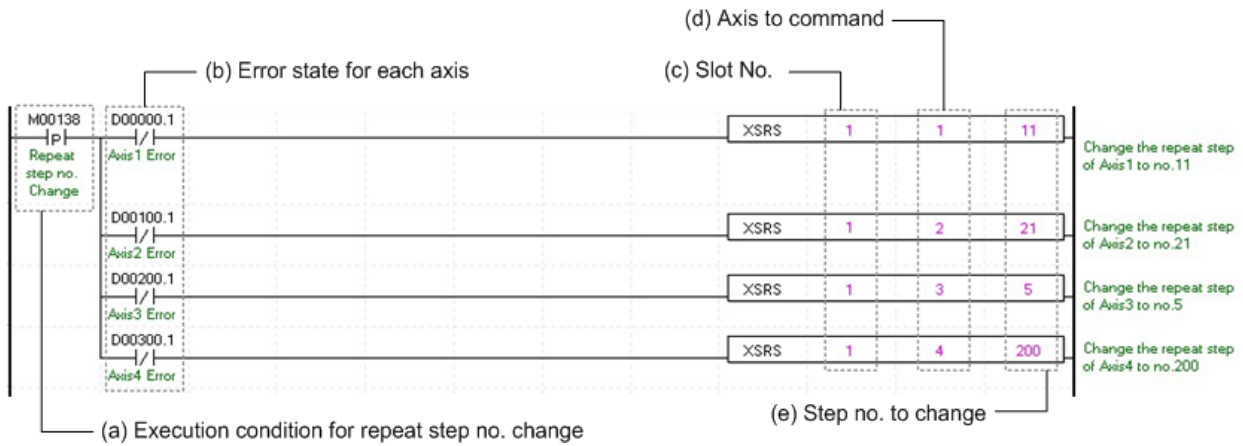 (d) Axis to command
(b) Error state for each axis
(c) Slot No.
M00138
D00000.1
P
XSRS 1 1 11
Repeat
step no.
Change
Axis1 Error
Change the repeat step
of Axis1 to no.11
D00100.1
XSRS 1 2 21
Axis2 Error
Change the repeat step
of Axis2 to no.21
D00200.1
XSRS 1 3 5
Axis3 Error
Change the repeat step
of Axis3 to no.5
D00300.1
XSRS 1 4 200
Axis4 Error
Change the repeat step
of Axis4 to no.200
(e) Step no. to change
(a) Execution condition for repeat step no. change